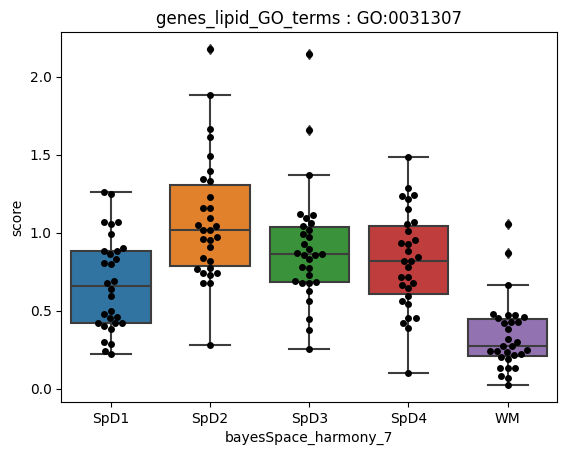 genes_lipid_GO_terms : GO:0031307
2.0
1.5
1.0
0.5
0.0
score
SpD1 SpD2 SpD3 SpD4 WM
bayesSpace_harmony_7